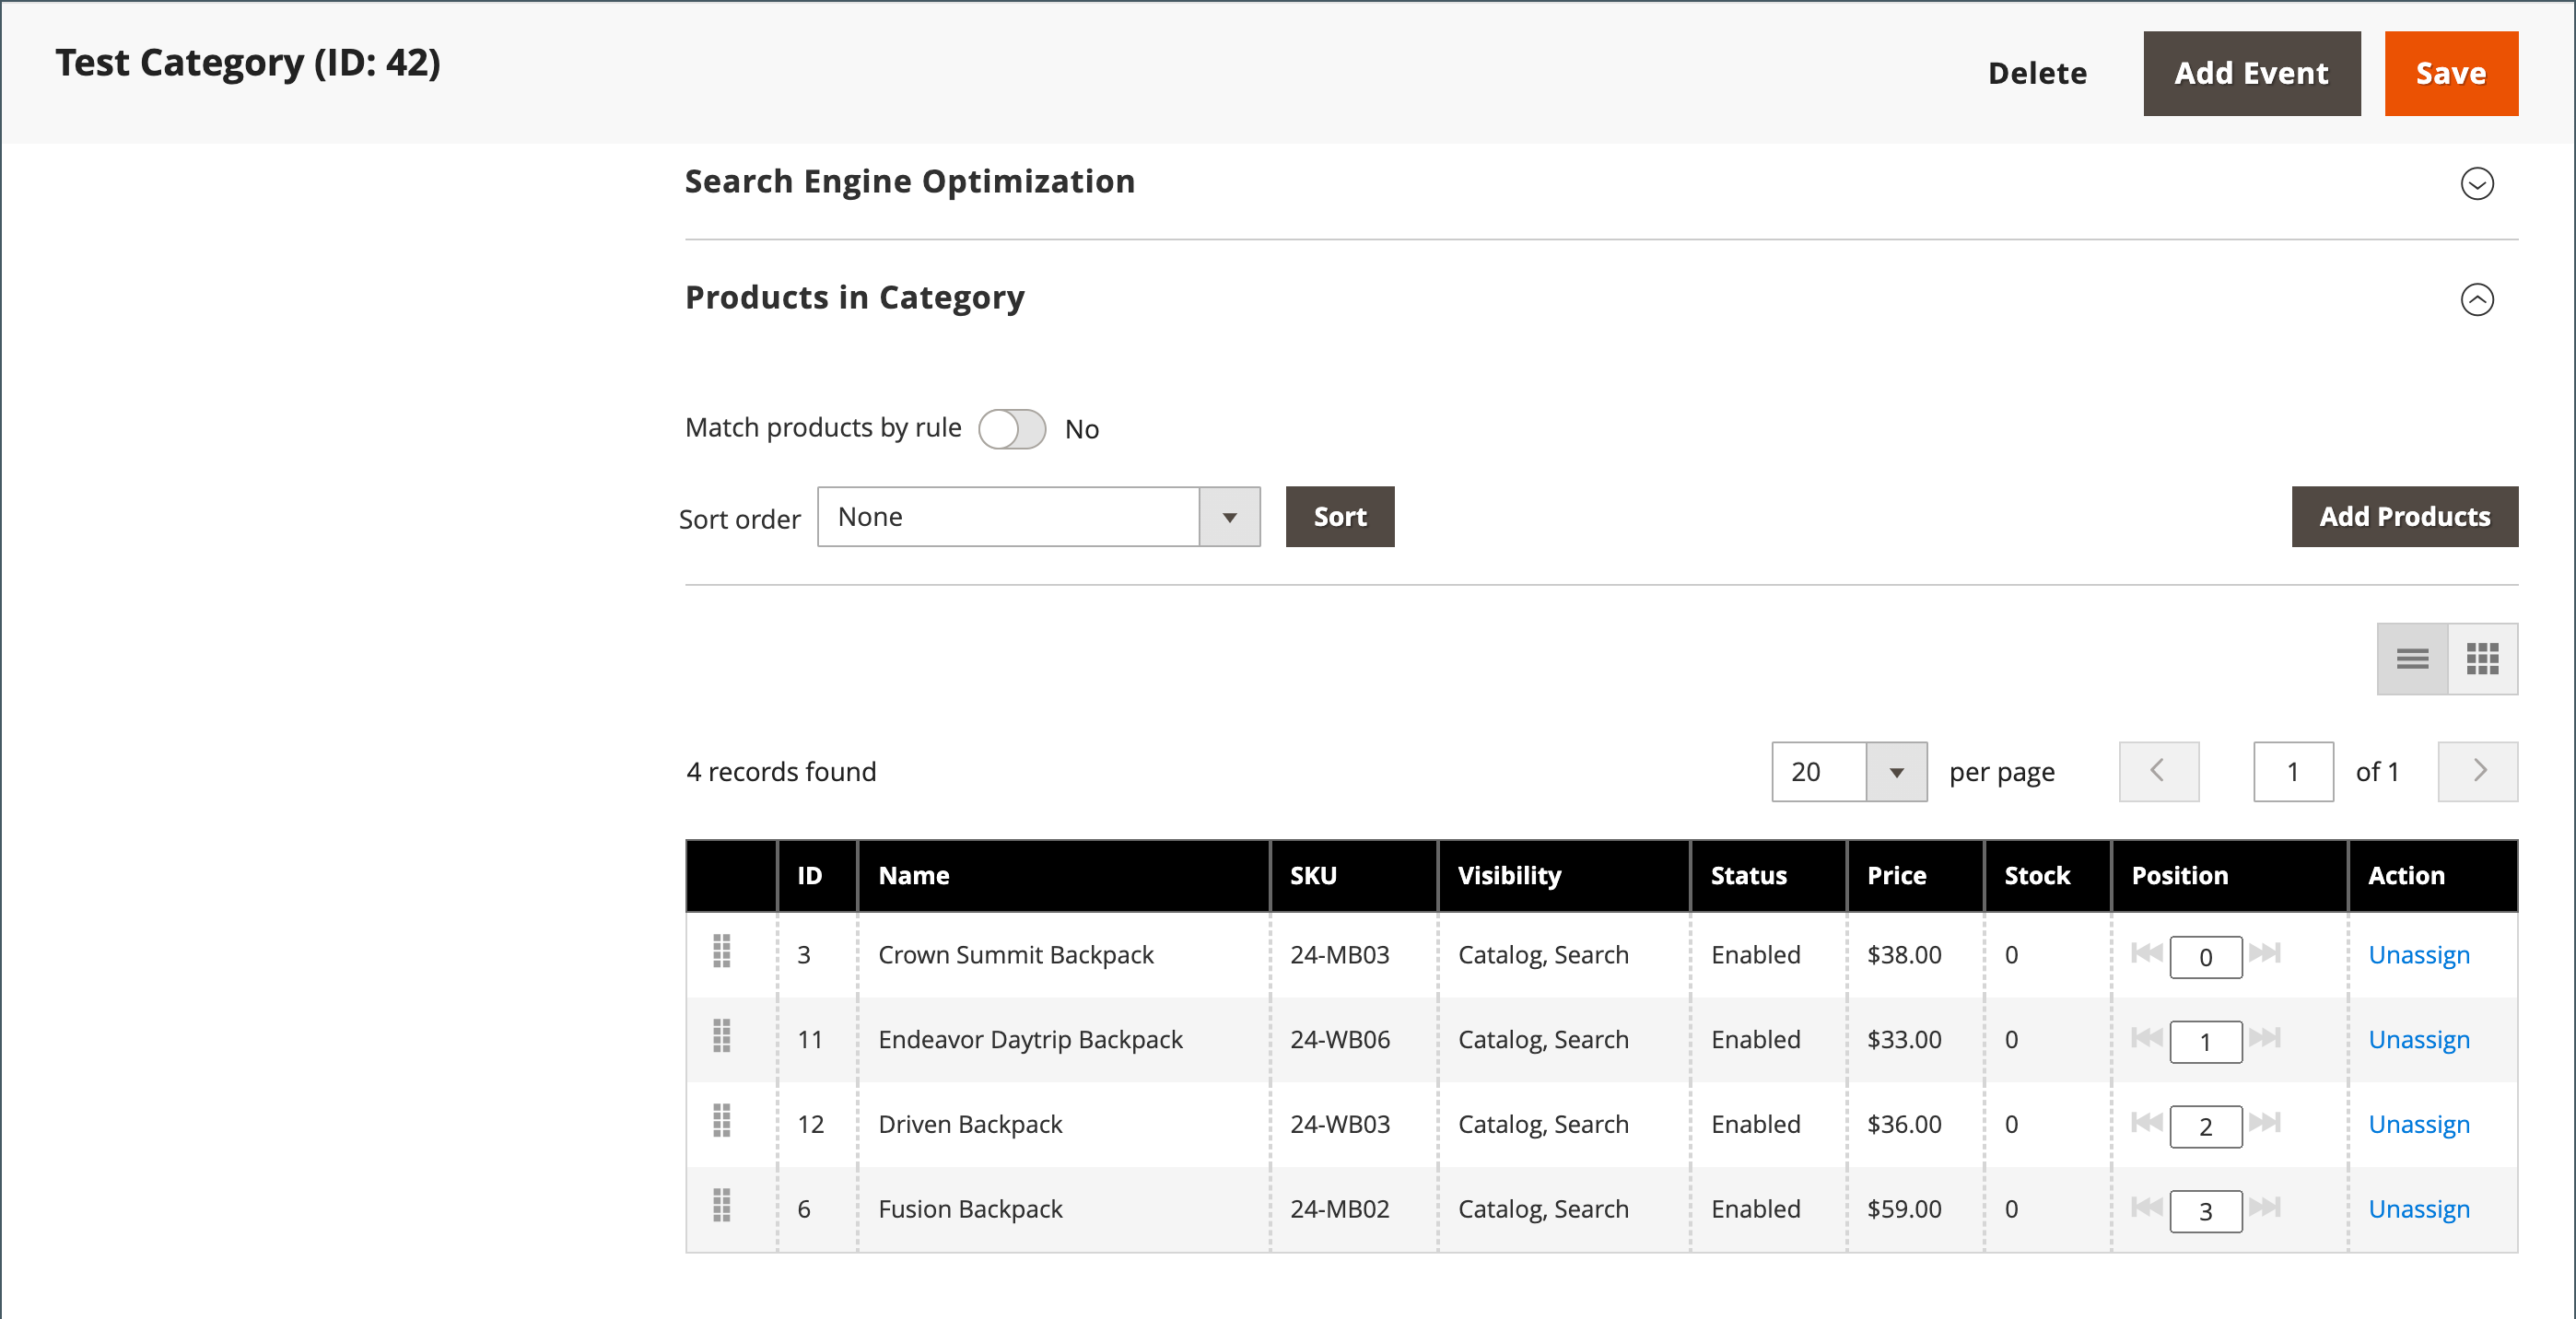 Test Category (ID: 42)
Delete Add Event Save
Search Engine Optimization
Products in Category
Match products by rule No
Sort order None Sort Add Products
4 records found 20 per page 1 of 1
ID Name SKU Visibility Status Price Stock Position Action
3 Crown Summit Backpack 24-MB03 Catalog, Search Enabled $38.00 0 0 Unassign
11 Endeavor Daytrip Backpack 24-WB06 Catalog, Search Enabled $33.00 0 1 Unassign
12 Driven Backpack 24-WB03 Catalog, Search Enabled $36.00 0 2 Unassign
6 Fusion Backpack 24-MB02 Catalog, Search Enabled $59.00 0 3 Unassign